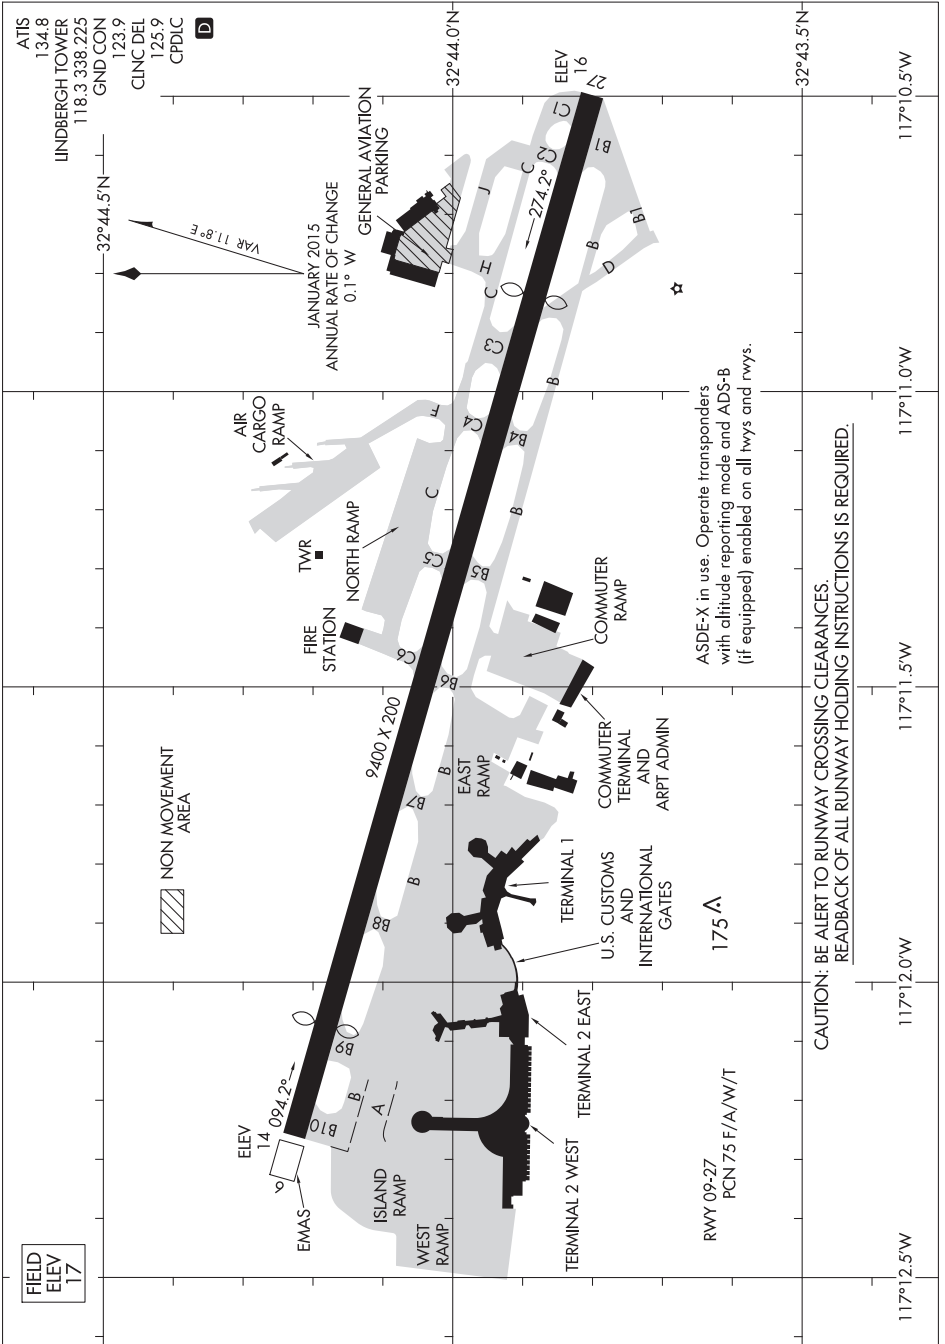 ATIS
134.8
LINDBERGH TOWER
118.3 338.225
GND CON
123.9
CLNC DEL
125.9
CPDLC
D
FIELD
ELEV
17
32°44.5'N
32°44.0'N
32°43.5'N
VAR 11.8°E
JANUARY 2015
ANNUAL RATE OF CHANGE
0.1° W
GENERAL AVIATION
PARKING
NON MOVEMENT
AREA
AIR
CARGO
RAMP
TWR
NORTH RAMP
FIRE
STATION
ELEV
14
094.2°
9
EMAS
9400 X 200
274.2°
ELEV
16
27
J
H
F
C
C
C
C1
C2
C3
C4
C5
C6
B1
B1
B
D
B
B4
B
B5
B6
B
B7
B
B8
B9
B10
B
A
ISLAND
RAMP
WEST
RAMP
EAST
RAMP
COMMUTER
RAMP
COMMUTER
TERMINAL
AND
ARPT ADMIN
TERMINAL 1
U.S. CUSTOMS
AND
INTERNATIONAL
GATES
TERMINAL 2 EAST
TERMINAL 2 WEST
175
RWY 09-27
PCN 75 F/A/W/T
ASDE-X in use. Operate transponders
with altitude reporting mode and ADS-B
(if equipped) enabled on all twys and rwys.
CAUTION: BE ALERT TO RUNWAY CROSSING CLEARANCES.
READBACK OF ALL RUNWAY HOLDING INSTRUCTIONS IS REQUIRED.
117°12.5'W
117°12.0'W
117°11.5'W
117°11.0'W
117°10.5'W